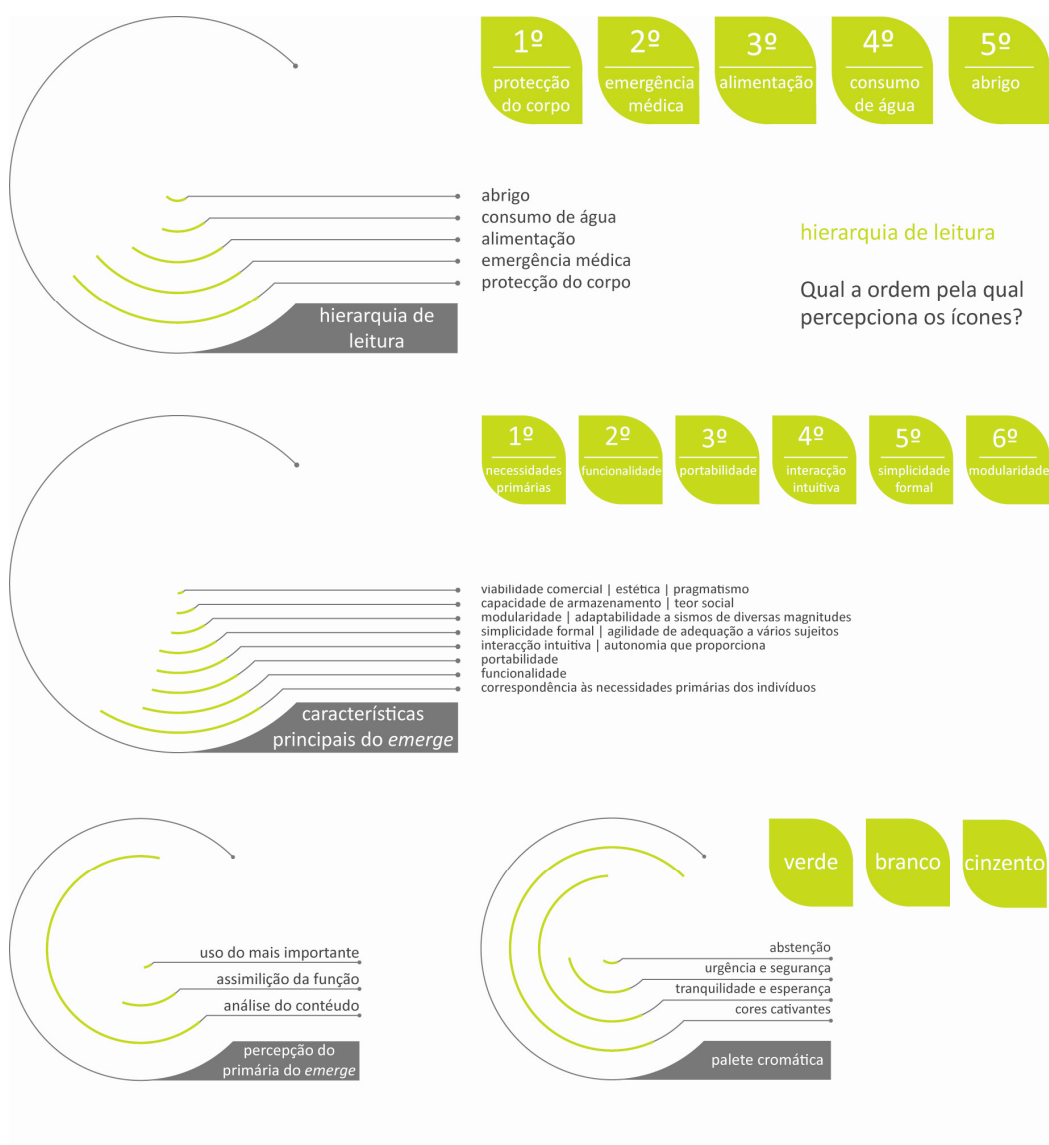 1º
protecção
do corpo
2º
emergência
médica
3º
alimentação
4º
consumo
de água
5º
abrigo
abrigo
consumo de água
alimentação
emergência médica
protecção do corpo
hierarquia de
leitura
hierarquia de leitura
Qual a ordem pela qual
percepciona os ícones?
1º
necessidades
primárias
2º
funcionalidade
3º
portabilidade
4º
interacção
intuitiva
5º
simplicidade
formal
6º
modularidade
viabilidade comercial | estética | pragmatismo
capacidade de armazenamento | teor social
modularidade | adaptabilidade a sismos de diversas magnitudes
simplicidade formal | agilidade de adequação a vários sujeitos
interacção intuitiva | autonomia que proporciona
portabilidade
funcionalidade
correspondência às necessidades primárias dos indivíduos
características
principais do emerge
uso do mais importante
assimilição da função
análise do contéudo
percepção do
primária do emerge
verde
branco
cinzento
abstenção
urgência e segurança
tranquilidade e esperança
cores cativantes
palete cromática